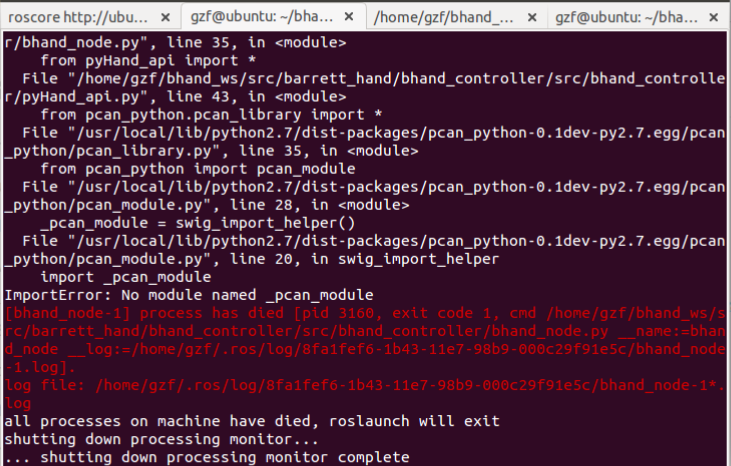 roscore http://ubu... × gzf@ubuntu: ~/bha... × /home/gzf/bhand_... × gzf@ubuntu: ~/bha... ×
r/bhand_node.py", line 35, in <module>
from pyHand_api import *
File "/home/gzf/bhand_ws/src/barrett_hand/bhand_controller/src/bhand_controlle
r/pyHand_api.py", line 43, in <module>
from pcan_python.pcan_library import *
File "/usr/local/lib/python2.7/dist-packages/pcan_python-0.1dev-py2.7.egg/pcan
_python/pcan_library.py", line 35, in <module>
from pcan_python import pcan_module
File "/usr/local/lib/python2.7/dist-packages/pcan_python-0.1dev-py2.7.egg/pcan
_python/pcan_module.py", line 28, in <module>
_pcan_module = swig_import_helper()
File "/usr/local/lib/python2.7/dist-packages/pcan_python-0.1dev-py2.7.egg/pcan
_python/pcan_module.py", line 20, in swig_import_helper
import _pcan_module
ImportError: No module named _pcan_module
[bhand_node-1] process has died [pid 3160, exit code 1, cmd /home/gzf/bhand_ws/s
rc/barrett_hand/bhand_controller/src/bhand_controller/bhand_node.py __name:=bhan
d_node __log:=/home/gzf/.ros/log/8fa1fef6-1b43-11e7-98b9-000c29f91e5c/bhand_node
-1.log].
log file: /home/gzf/.ros/log/8fa1fef6-1b43-11e7-98b9-000c29f91e5c/bhand_node-1*.
log
all processes on machine have died, roslaunch will exit
shutting down processing monitor...
... shutting down processing monitor complete